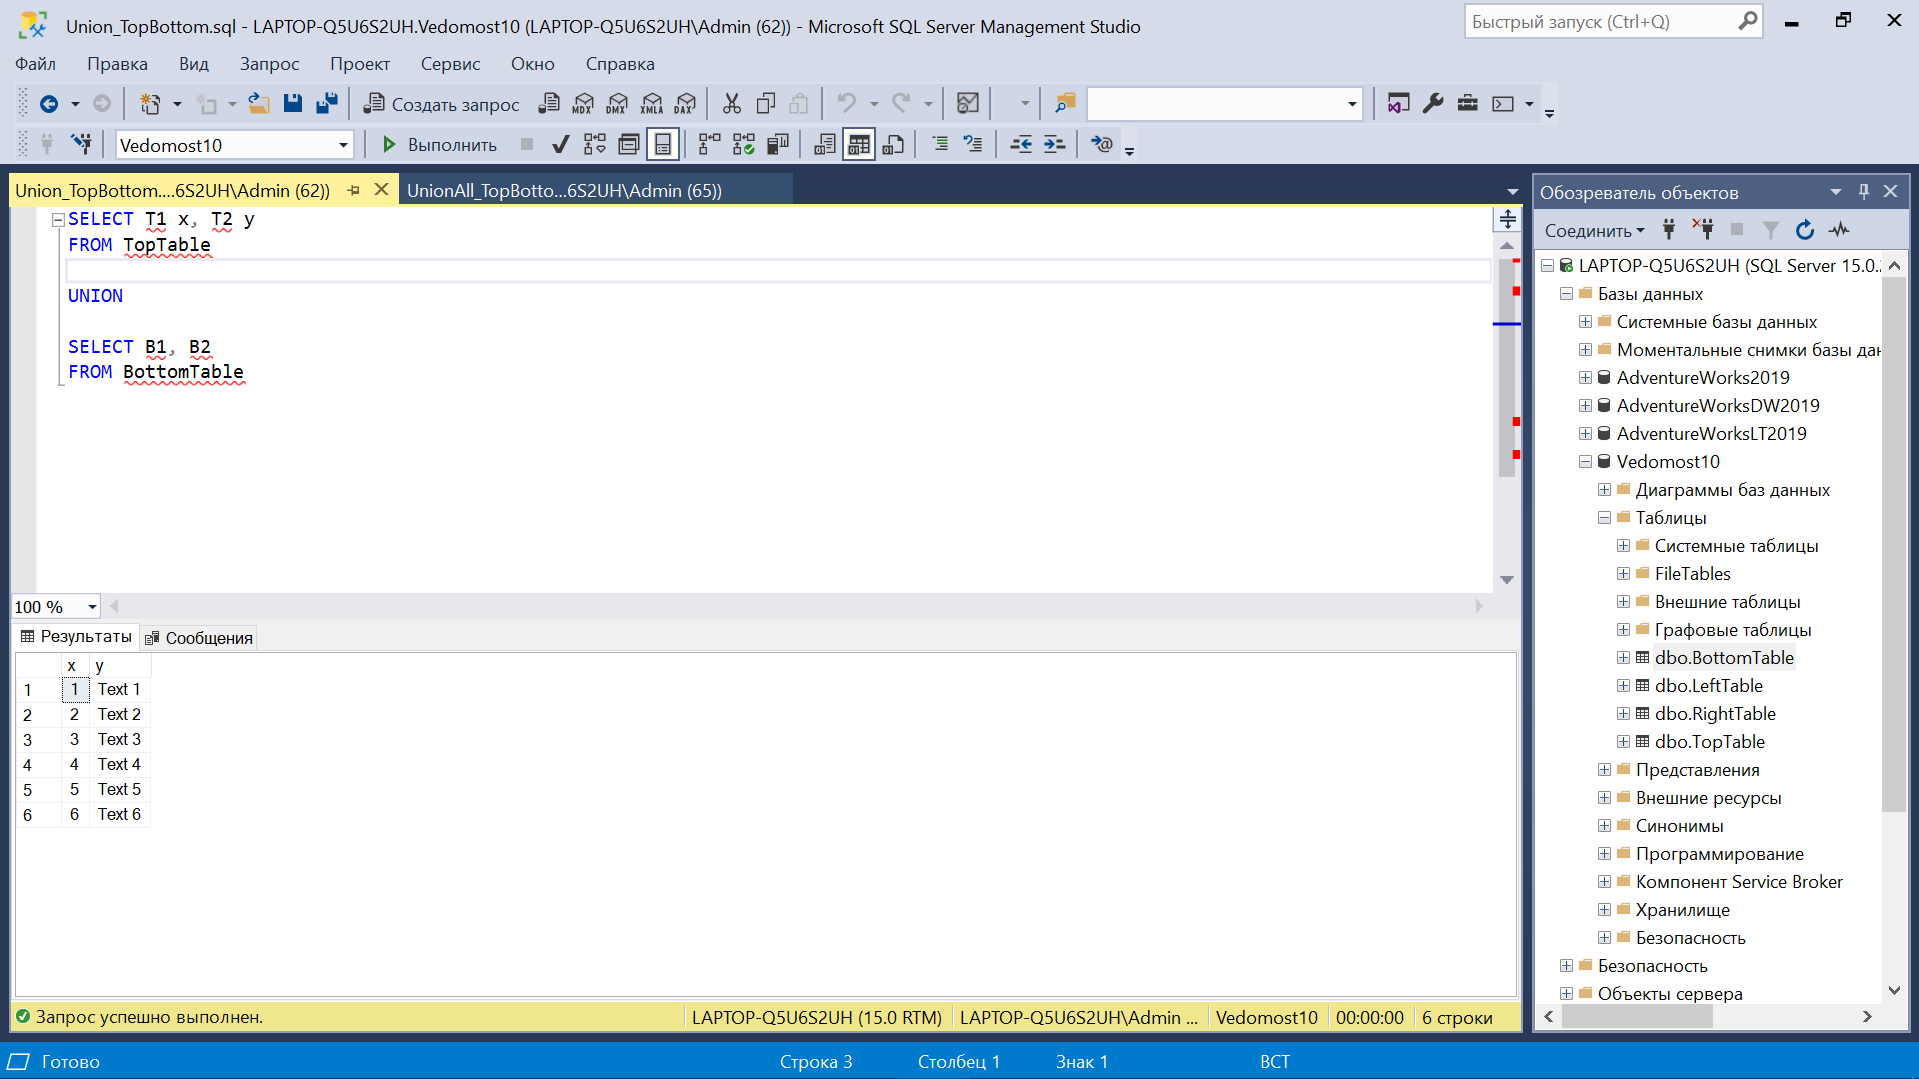 Union_TopBottom.sql - LAPTOP-Q5U6S2UH.Vedomost10 (LAPTOP-Q5U6S2UH\Admin (62)) - Microsoft SQL Server Management Studio
Быстрый запуск (Ctrl+Q)
Файл Правка Вид Запрос Проект Сервис Окно Справка
Создать запрос MDX DMX XMLA DAX
Vedomost10 Выполнить
Union_TopBottom....6S2UH\Admin (62)) UnionAll_TopBotto...6S2UH\Admin (65))
SELECT T1 x, T2 y
FROM TopTable
UNION
SELECT B1, B2
FROM BottomTable
100 %
Результаты Сообщения
x y
1 1 Text 1
2 2 Text 2
3 3 Text 3
4 4 Text 4
5 5 Text 5
6 6 Text 6
Запрос успешно выполнен. LAPTOP-Q5U6S2UH (15.0 RTM) LAPTOP-Q5U6S2UH\Admin ... Vedomost10 00:00:00 6 строки
Обозреватель объектов
Соединить
LAPTOP-Q5U6S2UH (SQL Server 15.0.
Базы данных
Системные базы данных
Моментальные снимки базы дан
AdventureWorks2019
AdventureWorksDW2019
AdventureWorksLT2019
Vedomost10
Диаграммы баз данных
Таблицы
Системные таблицы
FileTables
Внешние таблицы
Графовые таблицы
dbo.BottomTable
dbo.LeftTable
dbo.RightTable
dbo.TopTable
Представления
Внешние ресурсы
Синонимы
Программирование
Компонент Service Broker
Хранилище
Безопасность
Безопасность
Объекты сервера
Готово Строка 3 Столбец 1 Знак 1 ВСТ